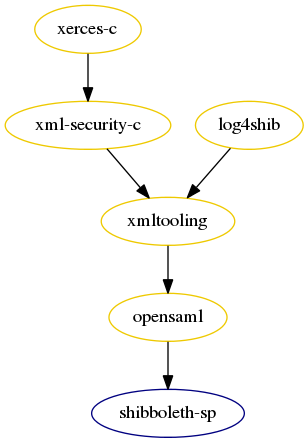 xerces-c
xml-security-c
log4shib
xmltooling
opensaml
shibboleth-sp